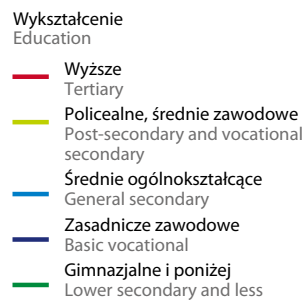 Wykształcenie
Education
Wyższe
Tertiary
Policealne, średnie zawodowe
Post-secondary and vocational
secondary
Średnie ogólnokształcące
General secondary
Zasadnicze zawodowe
Basic vocational
Gimnazjalne i poniżej
Lower secondary and less